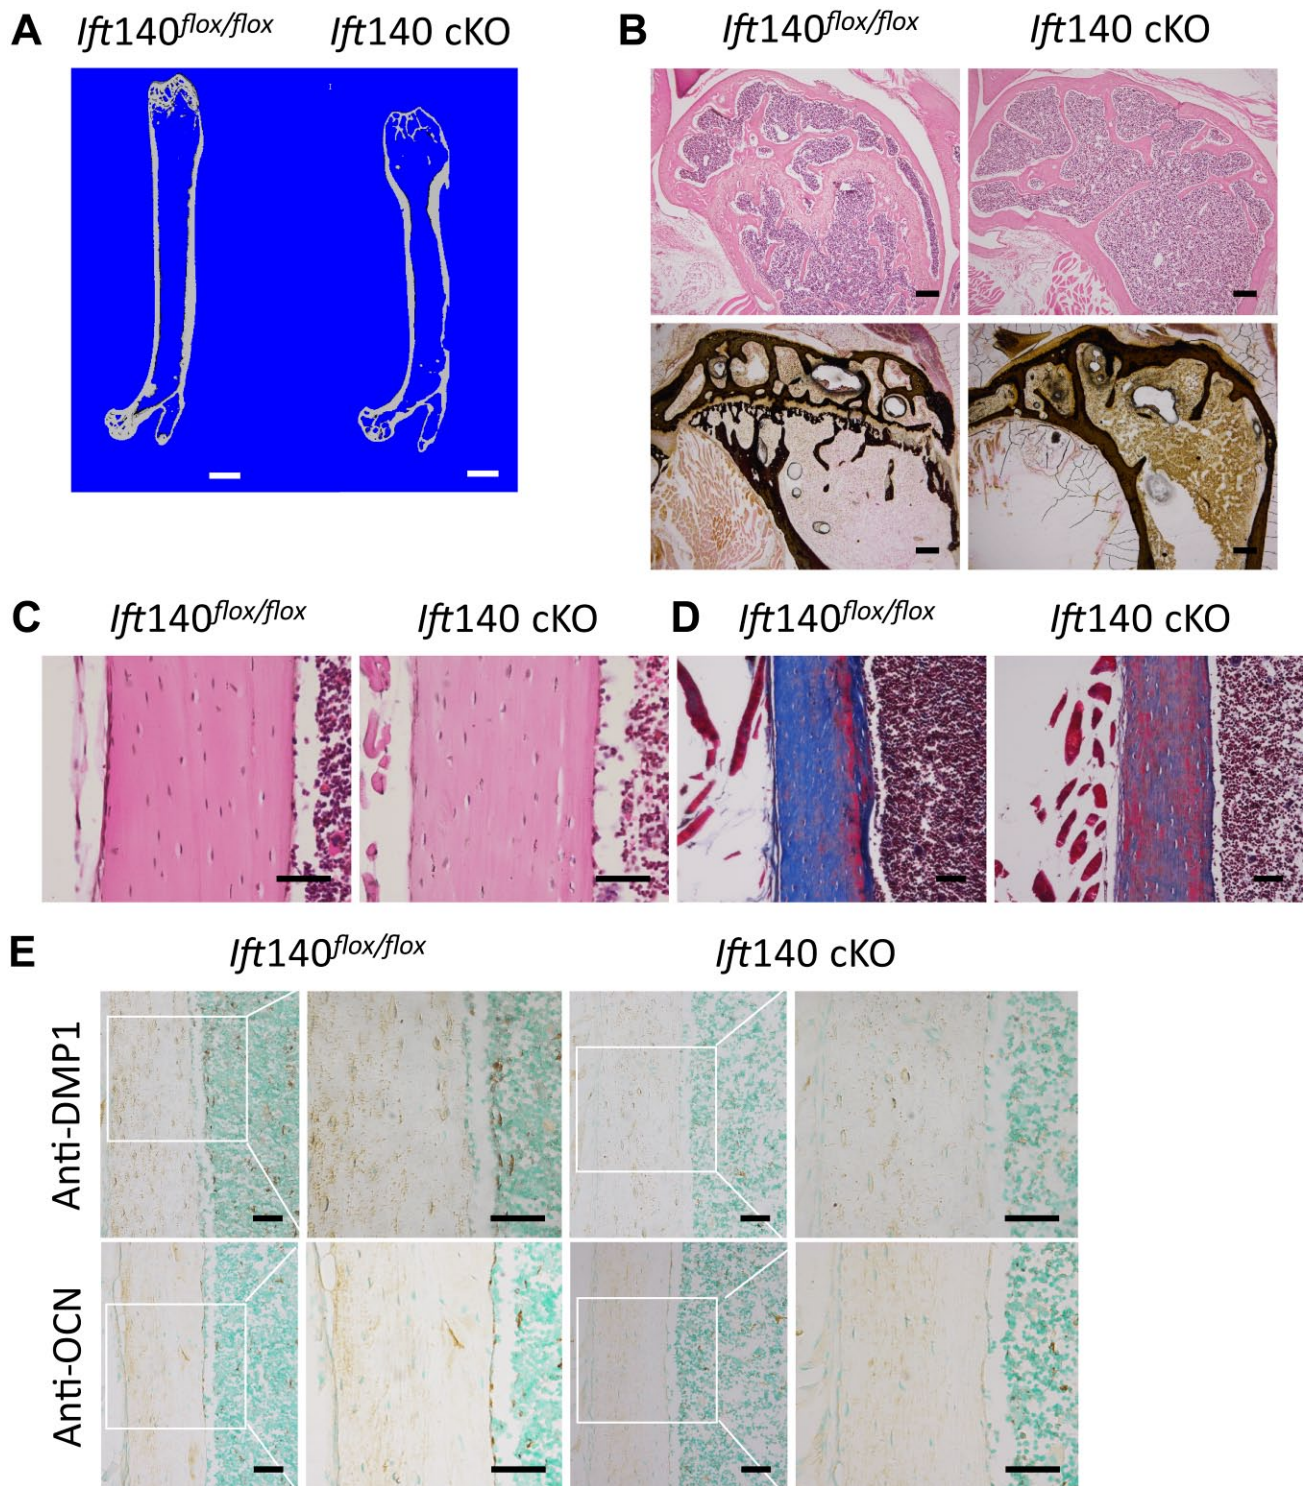 A Ift140flox/flox Ift140 cKO
B Ift140flox/flox Ift140 cKO
C Ift140flox/flox Ift140 cKO
D Ift140flox/flox Ift140 cKO
E Ift140flox/flox Ift140 cKO
Anti-DMP1
Anti-OCN